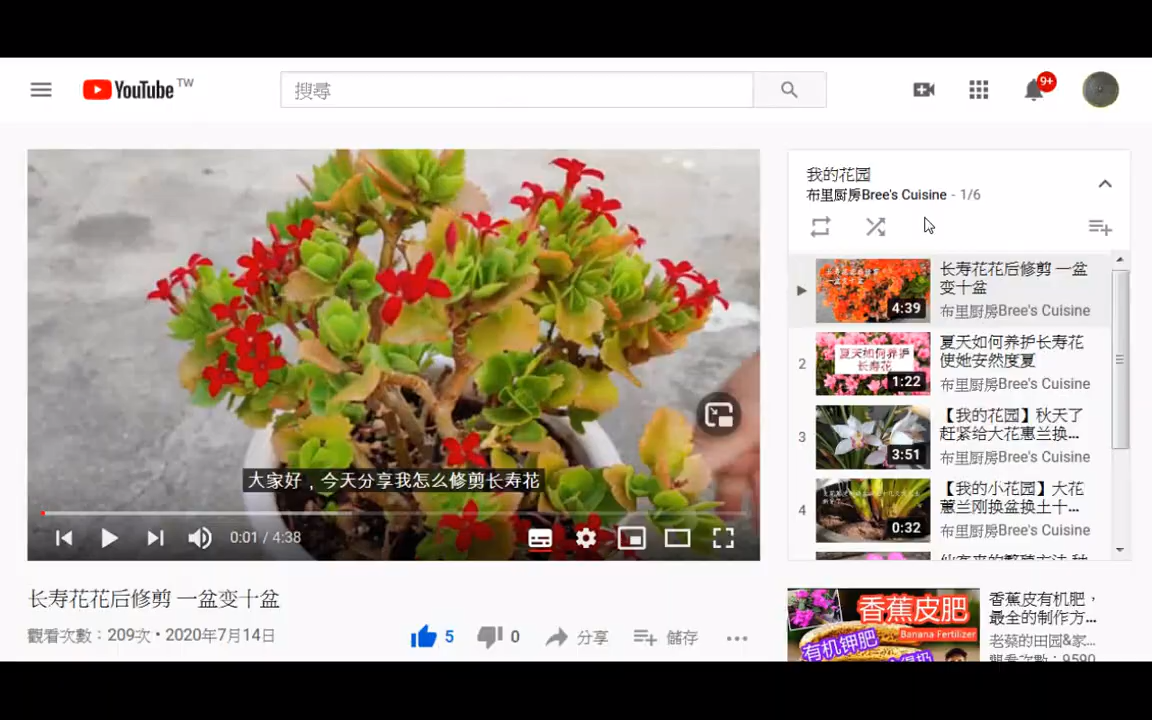 YouTube TW
搜尋
9+
我的花园
布里厨房Bree's Cuisine - 1/6
长寿花花后修剪 一盆
变十盆
布里厨房Bree's Cuisine
4:39
2
夏天如何养护长寿花
使她安然度夏
布里厨房Bree's Cuisine
夏天如何养护
长寿花
1:22
3
【我的花园】秋天了
赶紧给大花惠兰换...
布里厨房Bree's Cuisine
3:51
4
【我的小花园】大花
蕙兰刚换盆换土十...
布里厨房Bree's Cuisine
0:32
大家好，今天分享我怎么修剪长寿花
0:01 / 4:38
长寿花花后修剪 一盆变十盆
觀看次數：209次 • 2020年7月14日
5
0
分享
儲存
香蕉皮肥
Banana Fertilizer
有机钾肥
香蕉皮有机肥，
最全的制作方...
老蔡的田园&家...